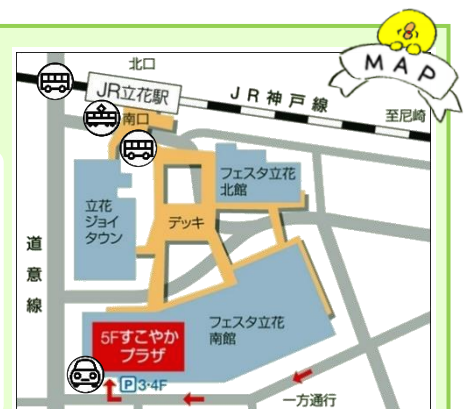 MAP
北口
JR立花駅
JR神戸線
至尼崎
南口
フェスタ立花
北館
立花
ジョイ
タウン
デッキ
道意線
フェスタ立花
南館
5Fすこやか
プラザ
P3・4F
一方通行